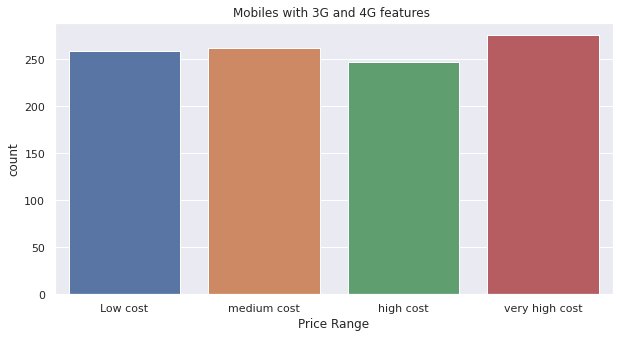 Mobiles with 3G and 4G features
count
250
200
150
100
50
0
Low cost
medium cost
high cost
very high cost
Price Range